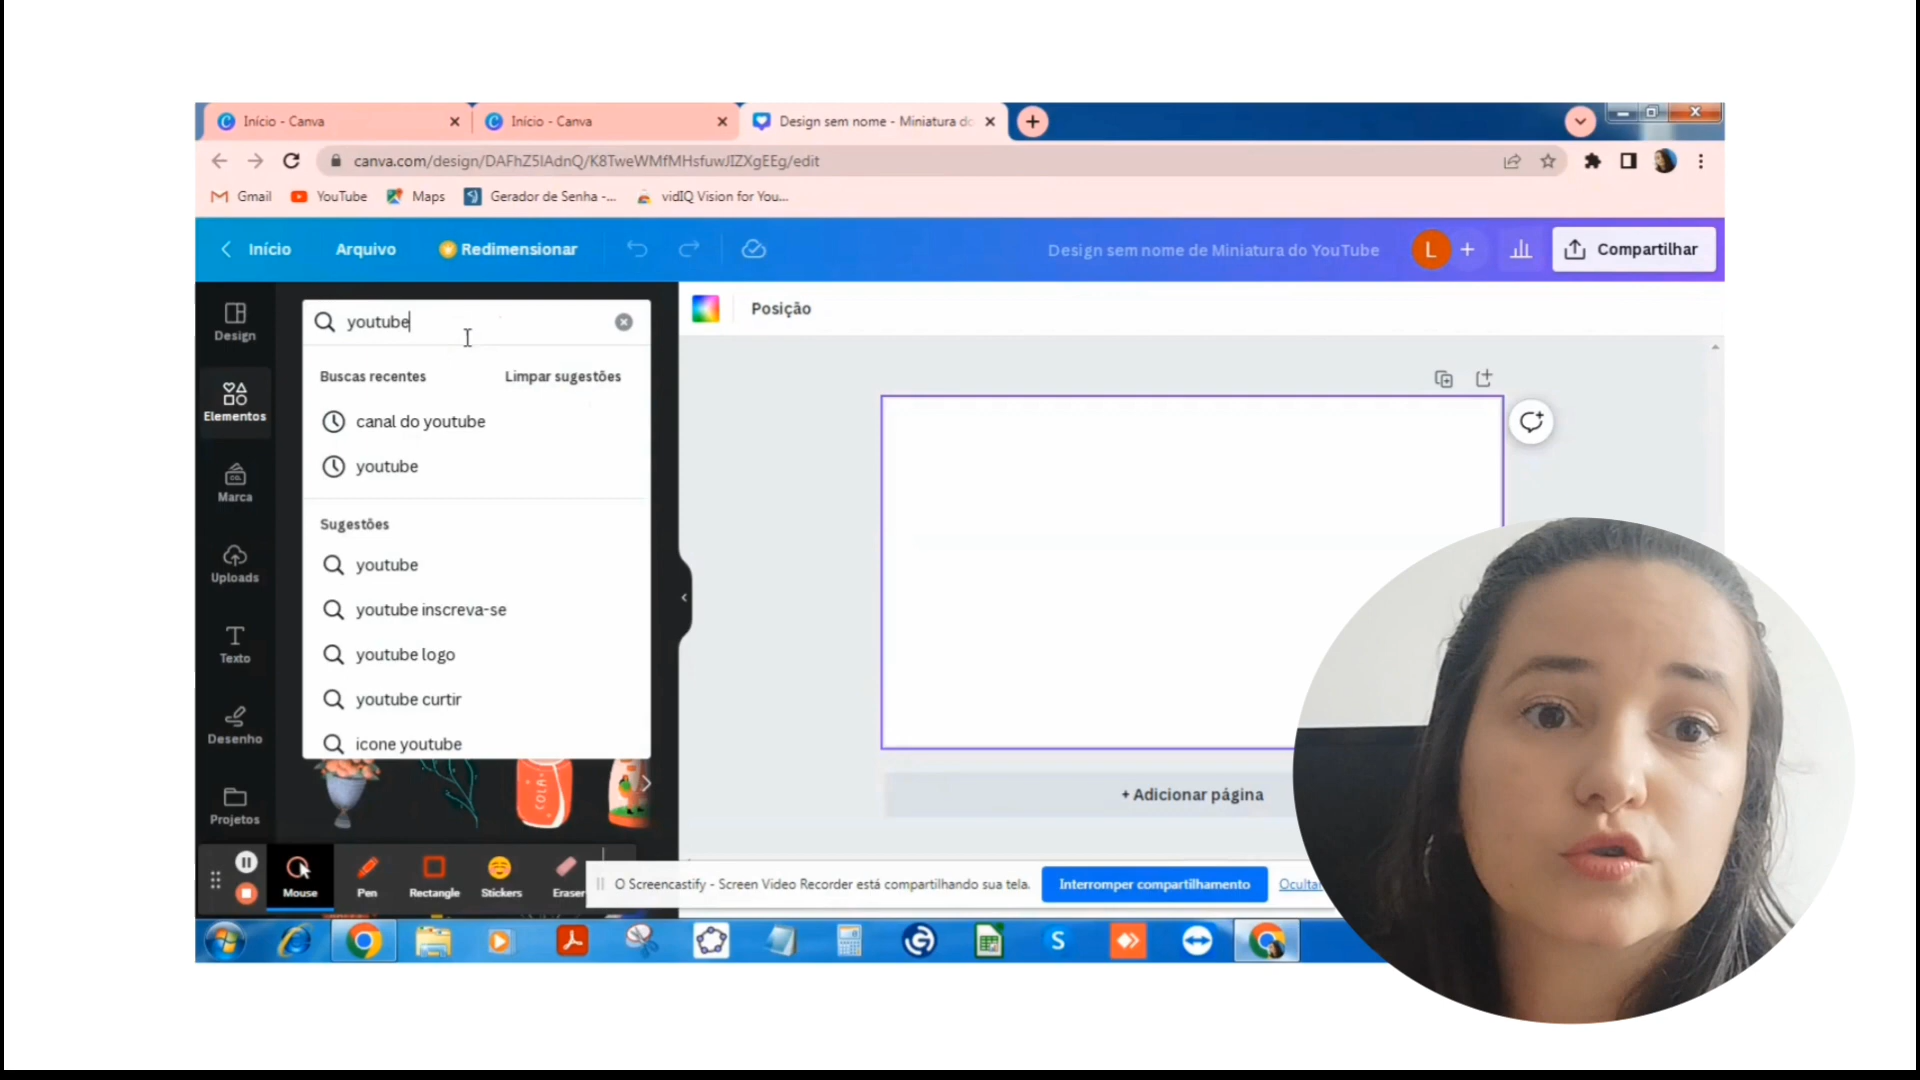 Início - Canva
Início - Canva
Design sem nome - Miniatura do
canva.com/design/DAFhZ5lAdnQ/K8TweWMfMHsfuwJIZXgEEg/edit
Gmail
YouTube
Maps
Gerador de Senha -...
vidIQ Vision for You...
Início
Arquivo
Redimensionar
Design sem nome de Miniatura do YouTube
L
Compartilhar
Design
Elementos
Marca
Uploads
Texto
Desenho
Projetos
youtube
Buscas recentes
Limpar sugestões
canal do youtube
youtube
Sugestões
youtube
youtube inscreva-se
youtube logo
youtube curtir
icone youtube
COLA
Posição
+ Adicionar página
Mouse
Pen
Rectangle
Stickers
Eraser
O Screencastify - Screen Video Recorder está compartilhando sua tela.
Interromper compartilhamento
Ocultar